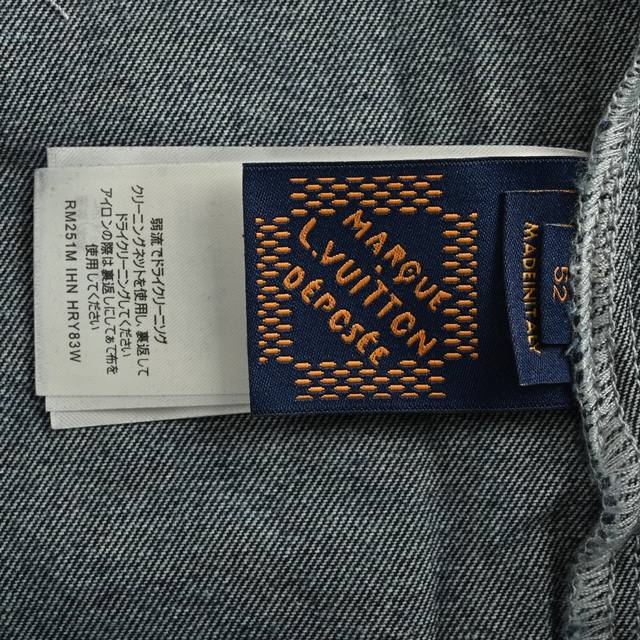 弱流でドライクリーニング
クリーニングネットを使用し、裏返して
ドライクリーニングしてください
アイロンの際は裏返しにしてあて布を
使用してください
RM251M IHN HRY83W
MARQUE
L.VUITTON
DÉPOSÉE
52
MADE IN ITALY